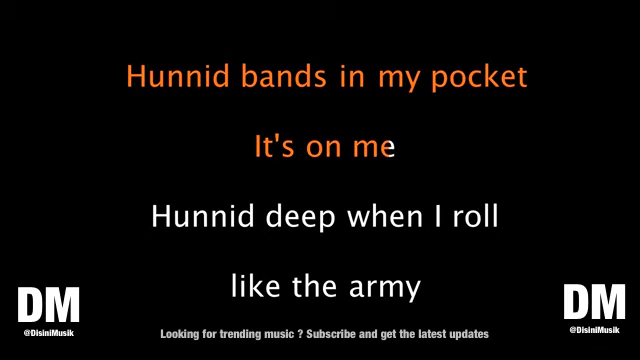 Hunnid bands in my pocket
It's on me
Hunnid deep when I roll
like the army
DM
@DisiniMusik
Looking for trending music ? Subscribe and get the latest updates
DM
@DisiniMusik